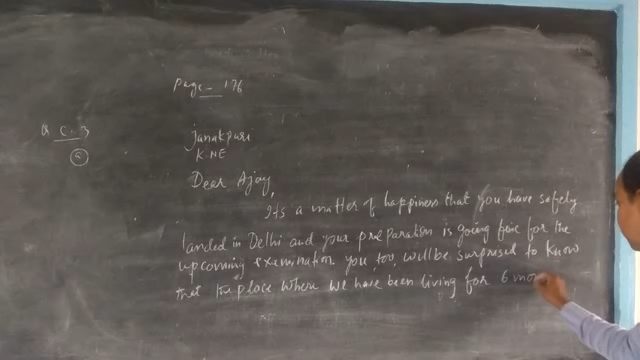 Page - 176
Q C. 3
(a)
Janakpuri
K NE
Dear Ajay,
Its a matter of happiness that you have safely
landed in Delhi and your preparation is going fine for the
upcoming examination you, too, will be surprised to know
that the place where we have been living for 6 mo